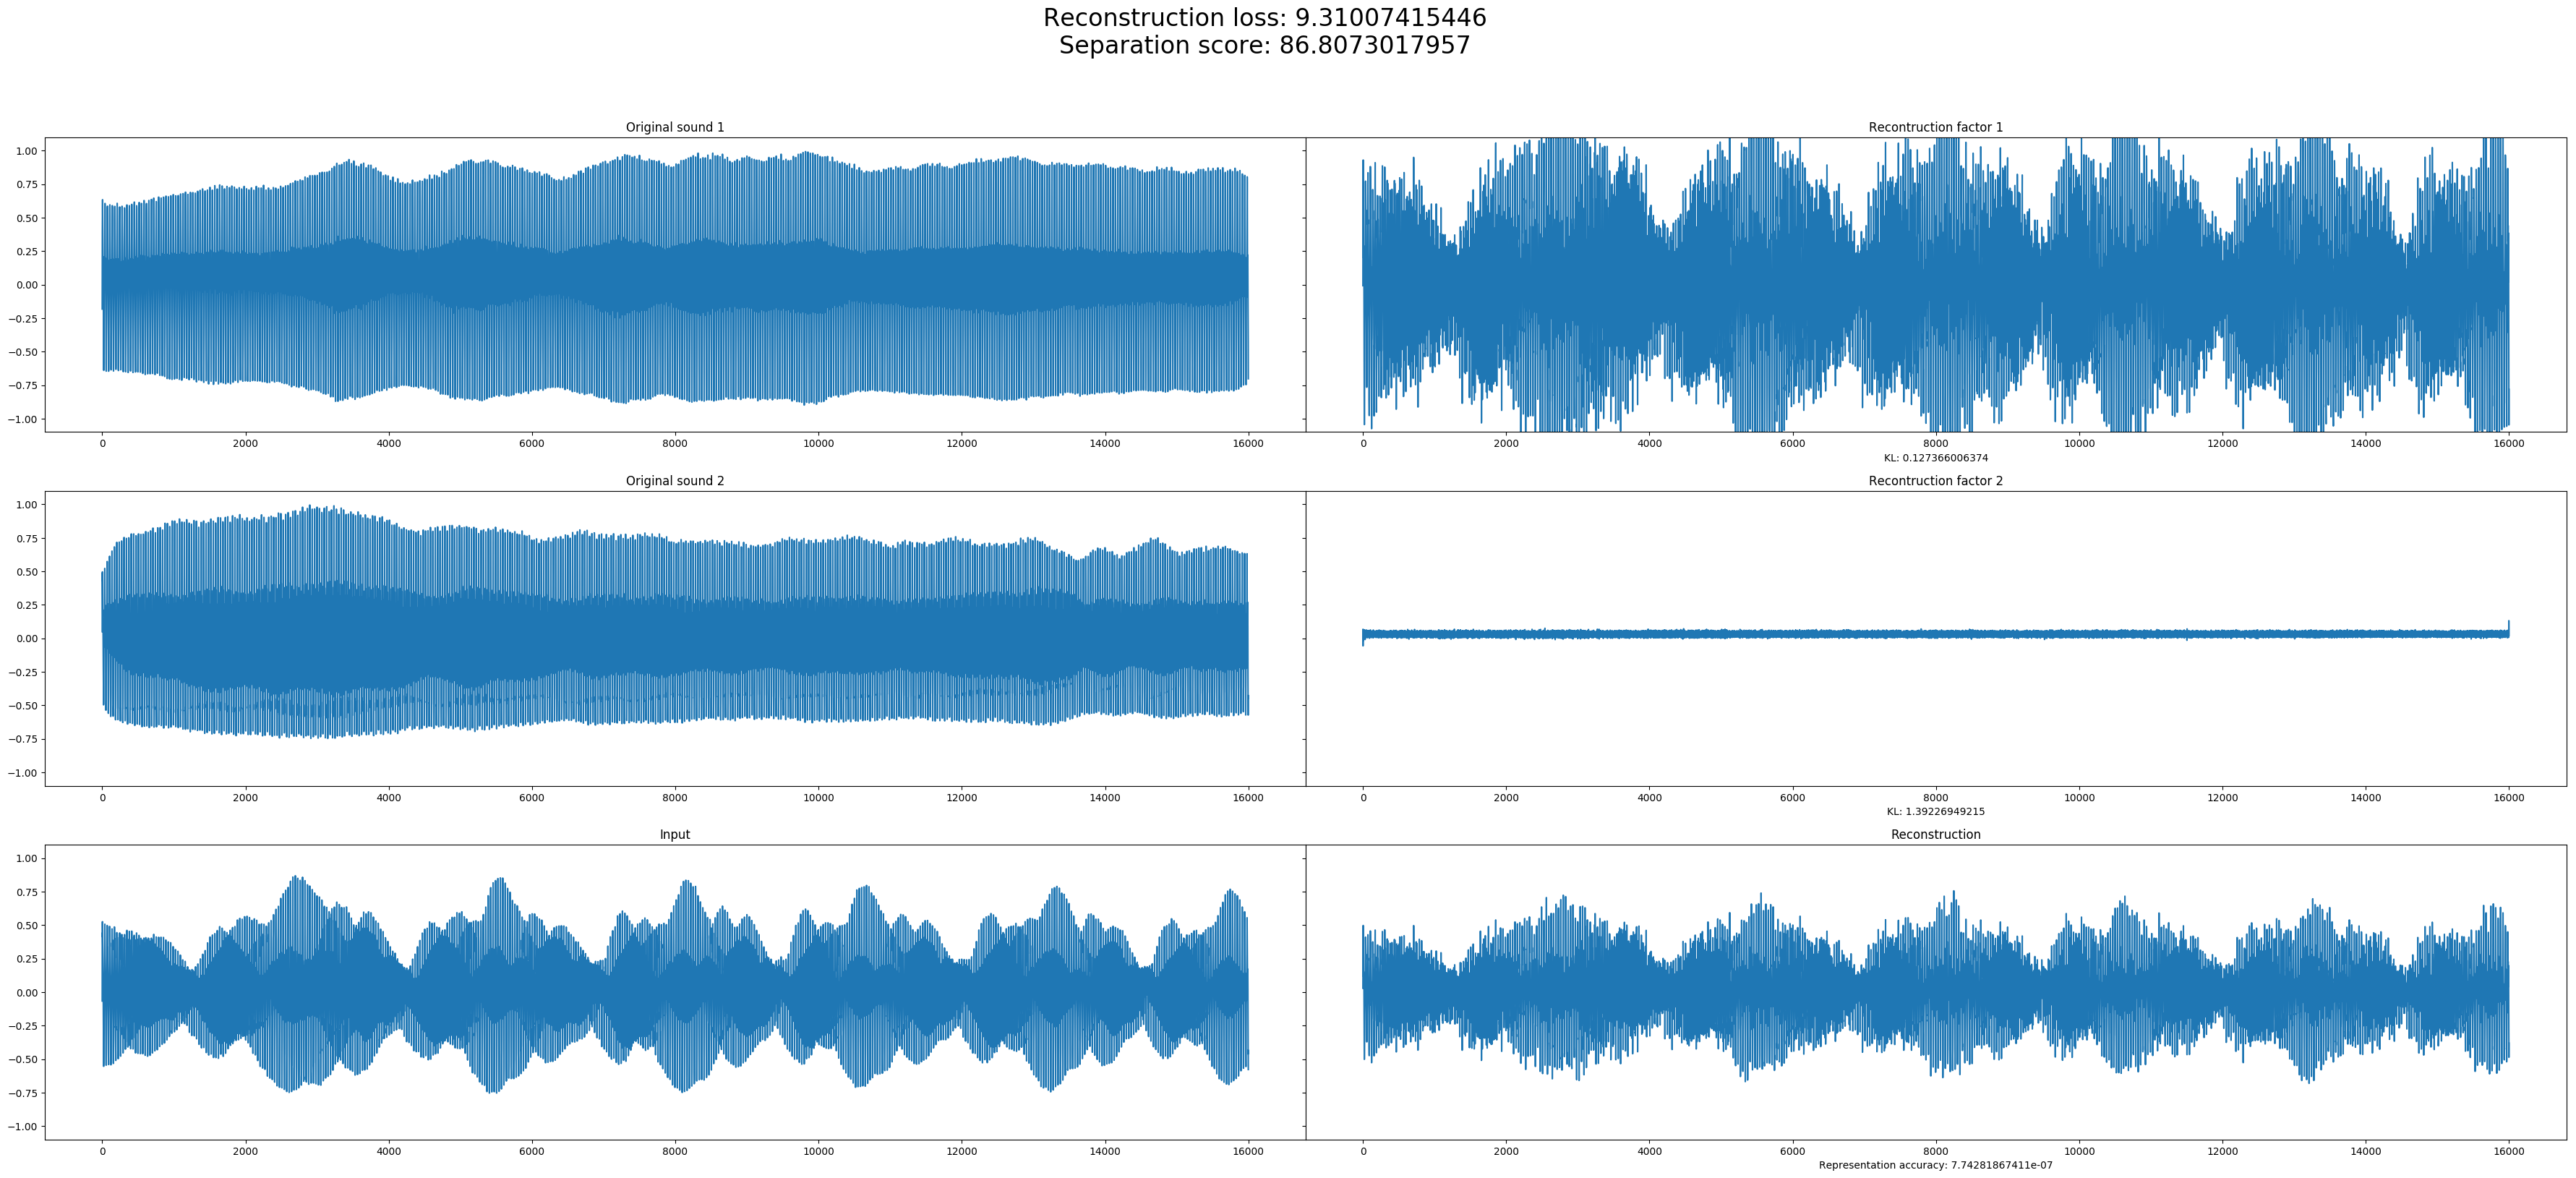 Reconstruction loss: 9.31007415446
Separation score: 86.8073017957
Original sound 1
Recontruction factor 1
1.00
0.75
0.50
0.25
0.00
−0.25
−0.50
−0.75
−1.00
0 2000 4000 6000 8000 10000 12000 14000 16000
0 2000 4000 6000 8000 10000 12000 14000 16000
KL: 0.127366006374
Original sound 2
Recontruction factor 2
1.00
0.75
0.50
0.25
0.00
−0.25
−0.50
−0.75
−1.00
0 2000 4000 6000 8000 10000 12000 14000 16000
0 2000 4000 6000 8000 10000 12000 14000 16000
KL: 1.39226949215
Input
Reconstruction
1.00
0.75
0.50
0.25
0.00
−0.25
−0.50
−0.75
−1.00
0 2000 4000 6000 8000 10000 12000 14000 16000
0 2000 4000 6000 8000 10000 12000 14000 16000
Representation accuracy: 7.74281867411e-07